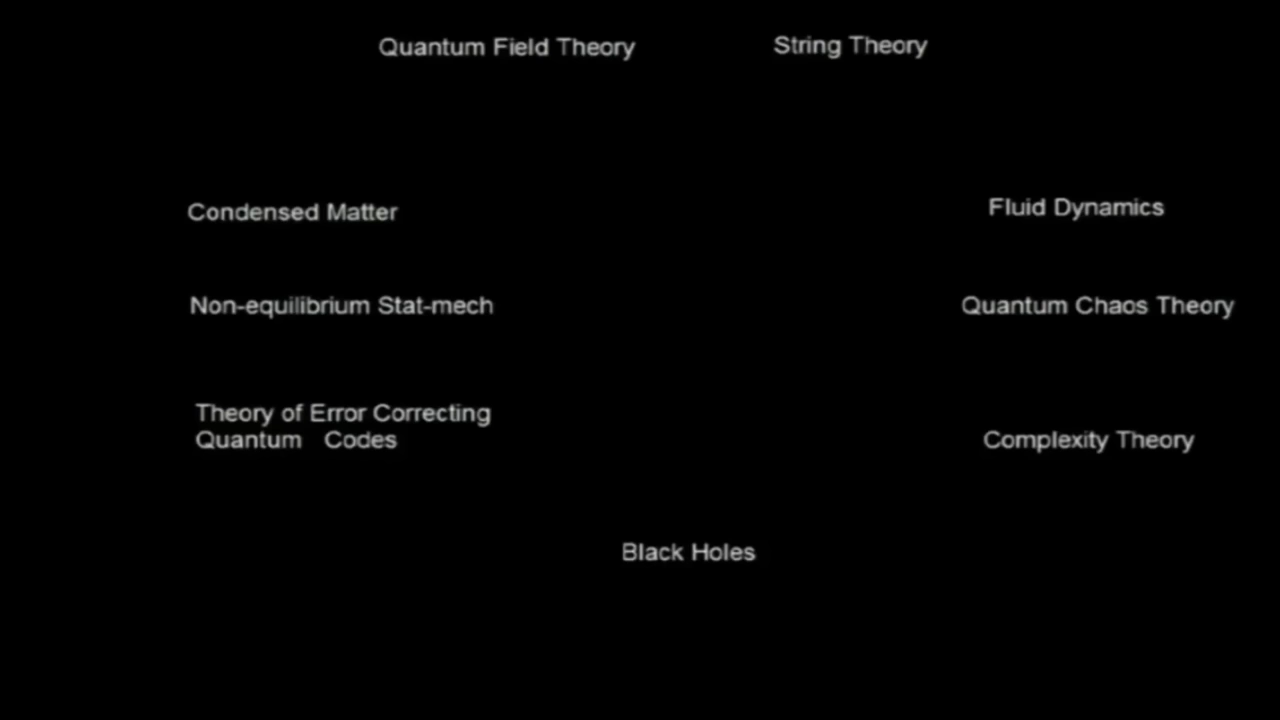 Quantum Field Theory
String Theory
Condensed Matter
Fluid Dynamics
Non-equilibrium Stat-mech
Quantum Chaos Theory
Theory of Error Correcting
Quantum Codes
Complexity Theory
Black Holes